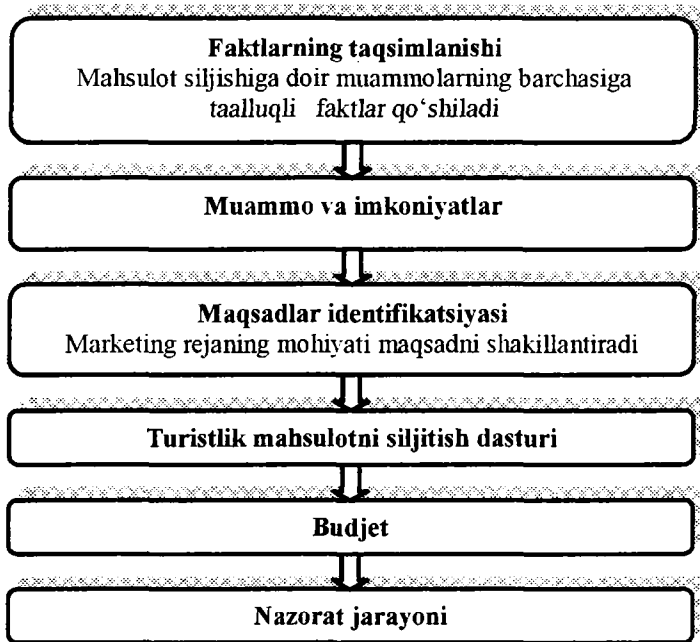 Faktlarning taqsimlanishi
Mahsulot siljishiga doir muammolarning barchasiga
taalluqli faktlar qo‘shiladi
Muammo va imkoniyatlar
Maqsadlar identifikatsiyasi
Marketing rejaning mohiyati maqsadni shakillantiradi
Turistlik mahsulotni siljitish dasturi
Budjet
Nazorat jarayoni